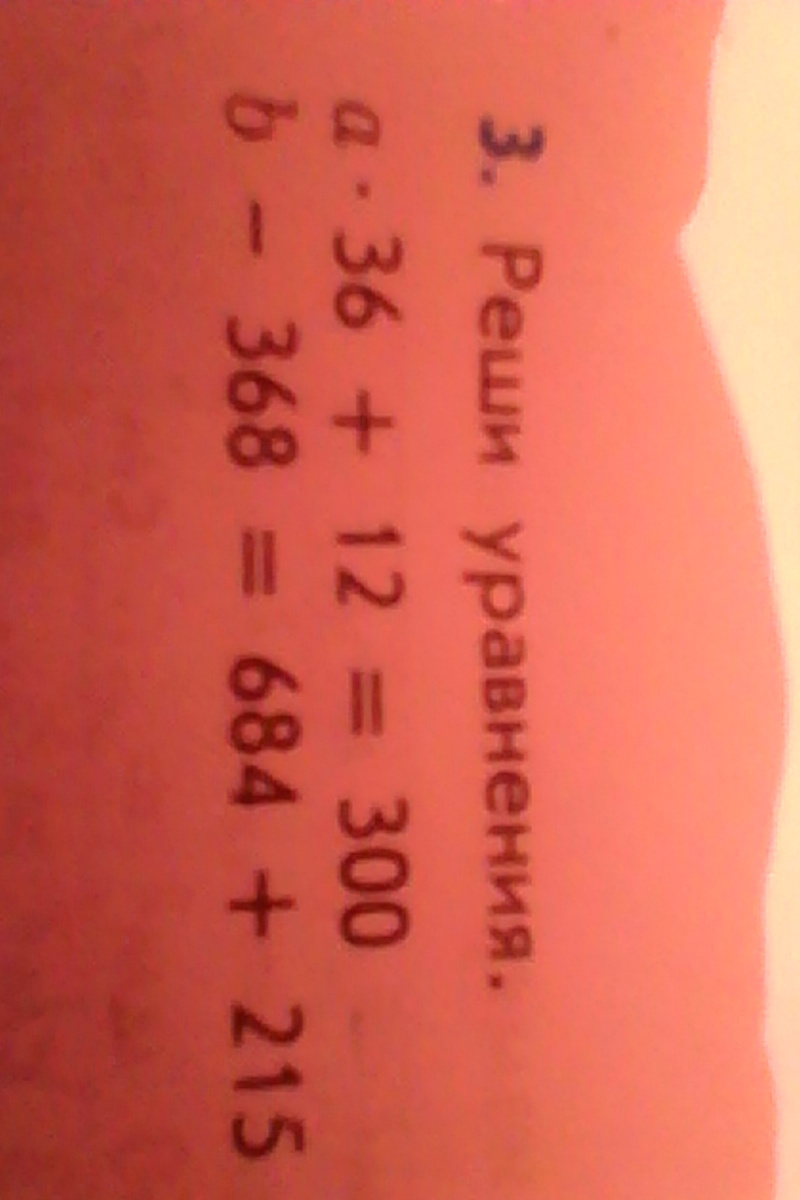 3. Реши уравнения.
a · 36 + 12 = 300
b − 368 = 684 + 215